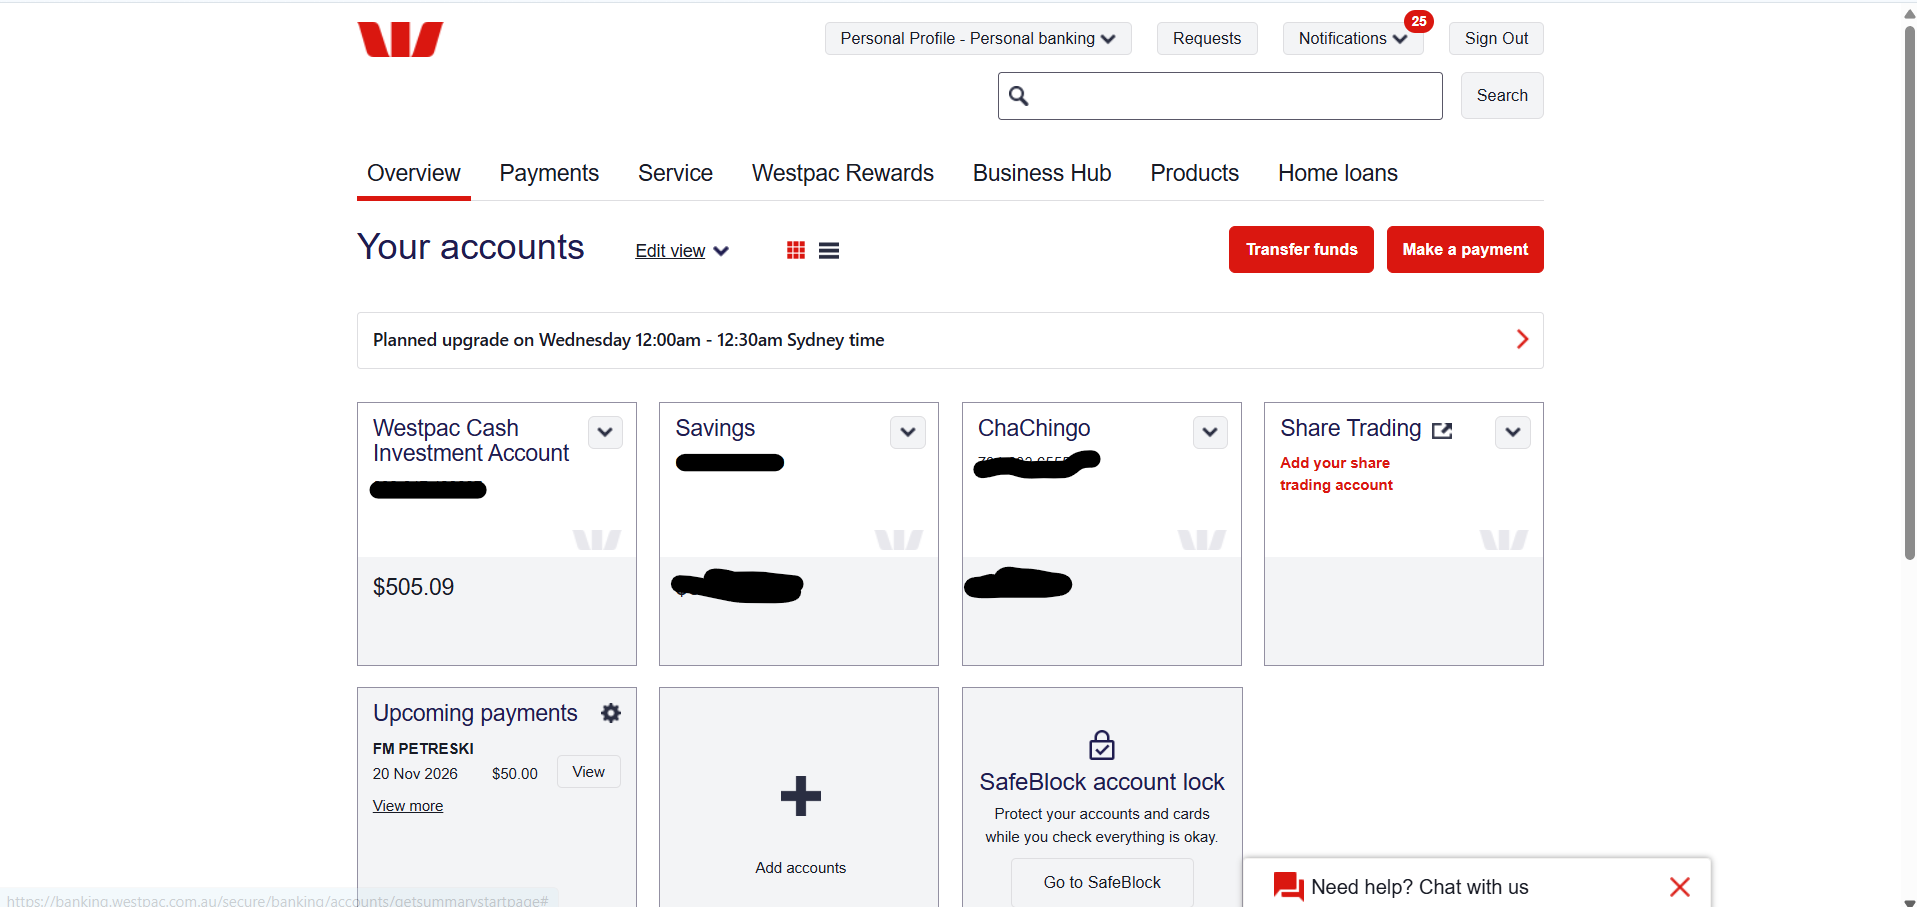 Personal Profile - Personal banking
Requests
Notifications
25
Sign Out
Search
Overview
Payments
Service
Westpac Rewards
Business Hub
Products
Home loans
Your accounts
Edit view
Transfer funds
Make a payment
Planned upgrade on Wednesday 12:00am - 12:30am Sydney time
Westpac Cash
Investment Account
$505.09
Savings
ChaChingo
Share Trading
Add your share
trading account
Upcoming payments
FM PETRESKI
20 Nov 2026
$50.00
View
View more
Add accounts
SafeBlock account lock
Protect your accounts and cards
while you check everything is okay.
Go to SafeBlock
Need help? Chat with us
https://banking.westpac.com.au/secure/banking/accounts/getsummarystartpage#